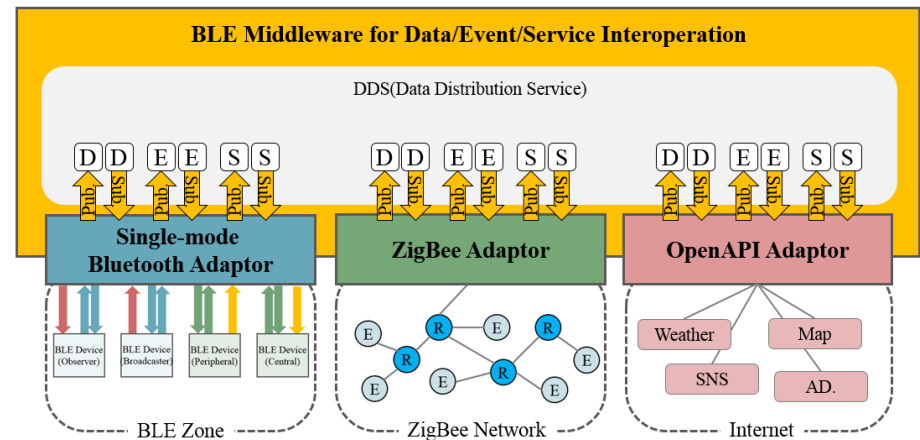 BLE Middleware for Data/Event/Service Interoperation
DDS(Data Distribution Service)
D D E E S S
D D E E S S
D D E E S S
Pub. Sub. Pub. Sub. Pub. Sub.
Pub. Sub. Pub. Sub. Pub. Sub.
Pub. Sub. Pub. Sub. Pub. Sub.
Single-mode
Bluetooth Adaptor
ZigBee Adaptor
OpenAPI Adaptor
BLE Device
(Observer)
BLE Device
(Broadcaster)
BLE Device
(Peripheral)
BLE Device
(Central)
E
R
E
R
R
E
R
E
E
E
Weather
Map
SNS
AD.
BLE Zone
ZigBee Network
Internet